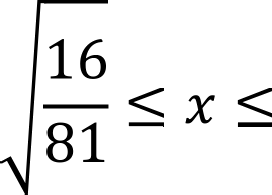 √(16/81) ≤ x ≤